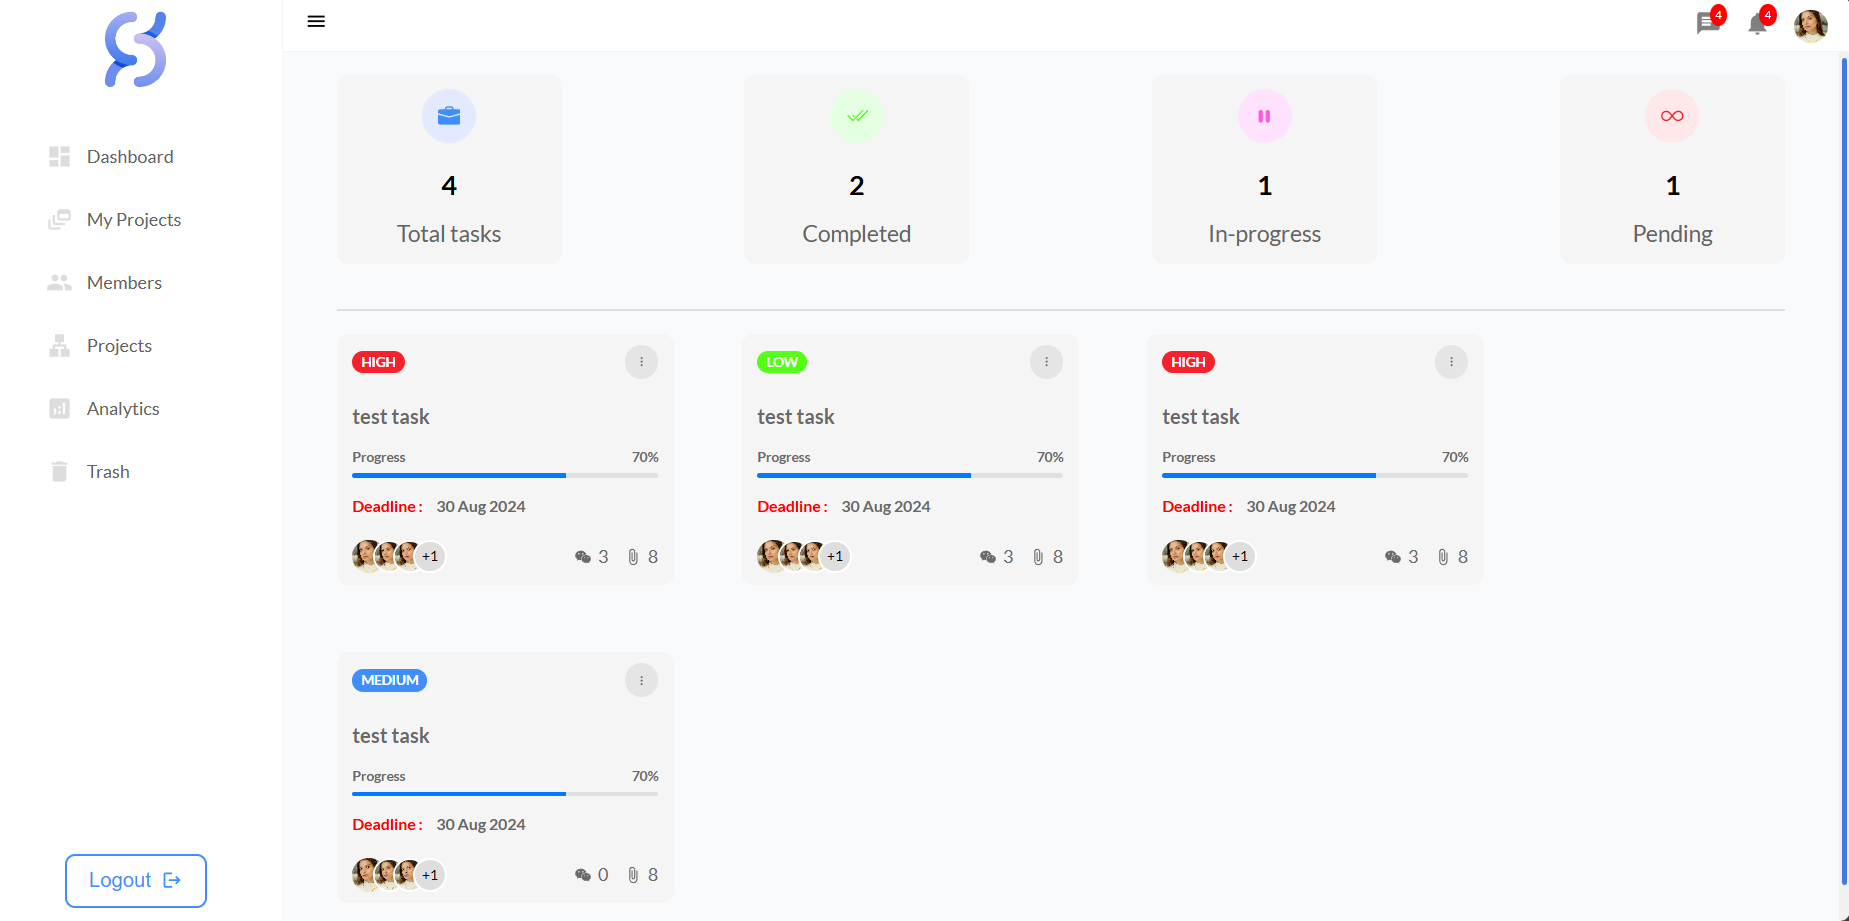 4
4
Dashboard
My Projects
Members
Projects
Analytics
Trash
Logout
4
Total tasks
2
Completed
1
In-progress
1
Pending
HIGH
test task
Progress 70%
Deadline : 30 Aug 2024
+1 3 8
LOW
test task
Progress 70%
Deadline : 30 Aug 2024
+1 3 8
HIGH
test task
Progress 70%
Deadline : 30 Aug 2024
+1 3 8
MEDIUM
test task
Progress 70%
Deadline : 30 Aug 2024
+1 0 8